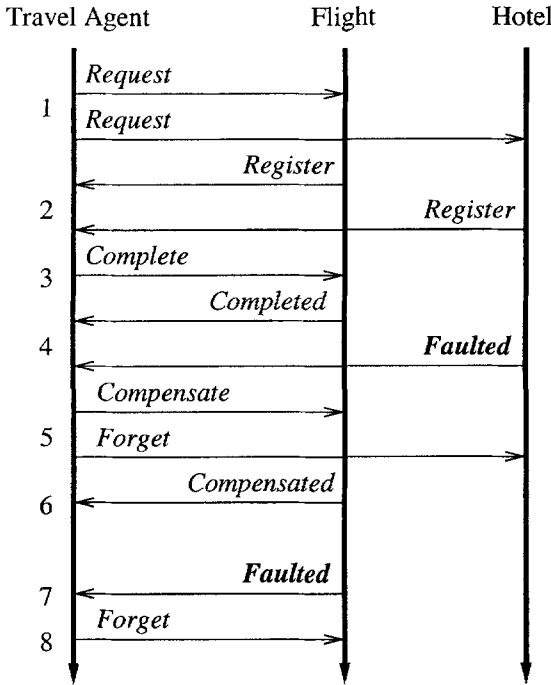 Travel Agent Flight Hotel
Request
1
Request
Register
2 Register
Complete
3
Completed
4 Faulted
Compensate
5 Forget
Compensated
6
Faulted
7
Forget
8